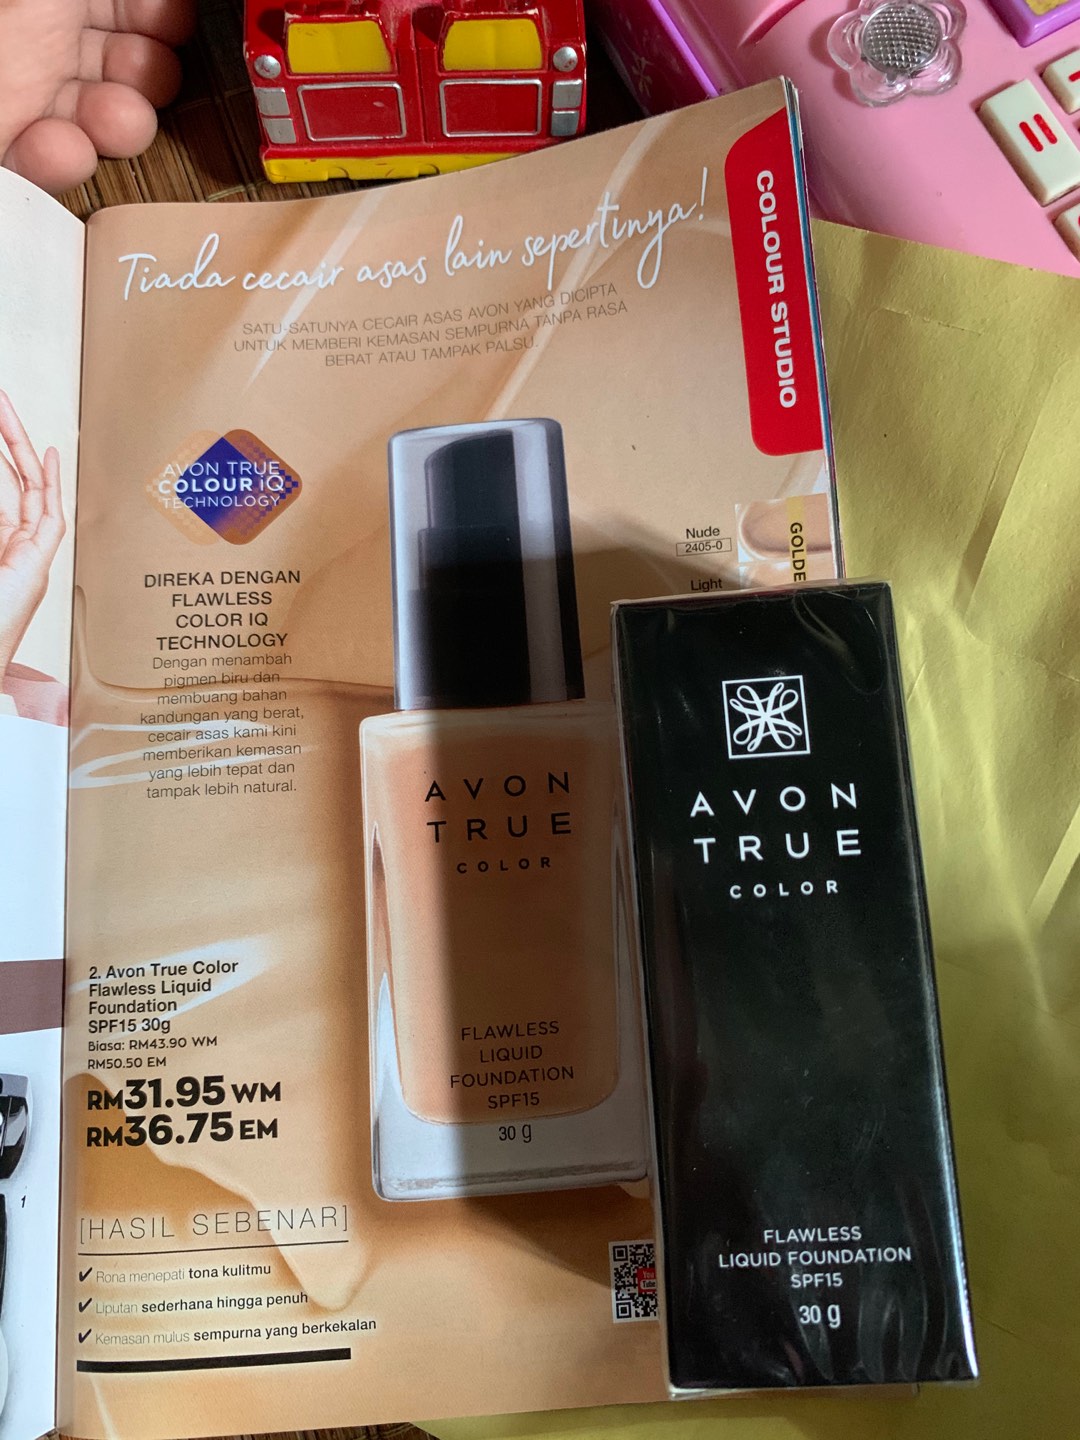 Tiada cecair asas lain sepertinya!
SATU-SATUNYA CECAIR ASAS AVON YANG DICIPTA
UNTUK MEMBERI KEMASAN SEMPURNA TANPA RASA
BERAT ATAU TAMPAK PALSU.
COLOUR STUDIO
AVON TRUE
COLOUR iQ
TECHNOLOGY
DIREKA DENGAN
FLAWLESS
COLOR IQ
TECHNOLOGY
Dengan menambah
pigmen biru dan
membuang bahan
kandungan yang berat,
cecair asas kami kini
memberikan kemasan
yang lebih tepat dan
tampak lebih natural.
Nude
2405-0
Light
GOLDE
AVON
TRUE
COLOR
FLAWLESS
LIQUID
FOUNDATION
SPF15
30 g
2. Avon True Color
Flawless Liquid
Foundation
SPF15 30g
Biasa: RM43.90 WM
RM50.50 EM
RM31.95 WM
RM36.75 EM
1
[HASIL SEBENAR]
✔ Rona menepati tona kulitmu
✔ Liputan sederhana hingga penuh
✔ Kemasan mulus sempurna yang berkekalan
You
Tube
AVON
TRUE
COLOR
FLAWLESS
LIQUID FOUNDATION
SPF15
30 g